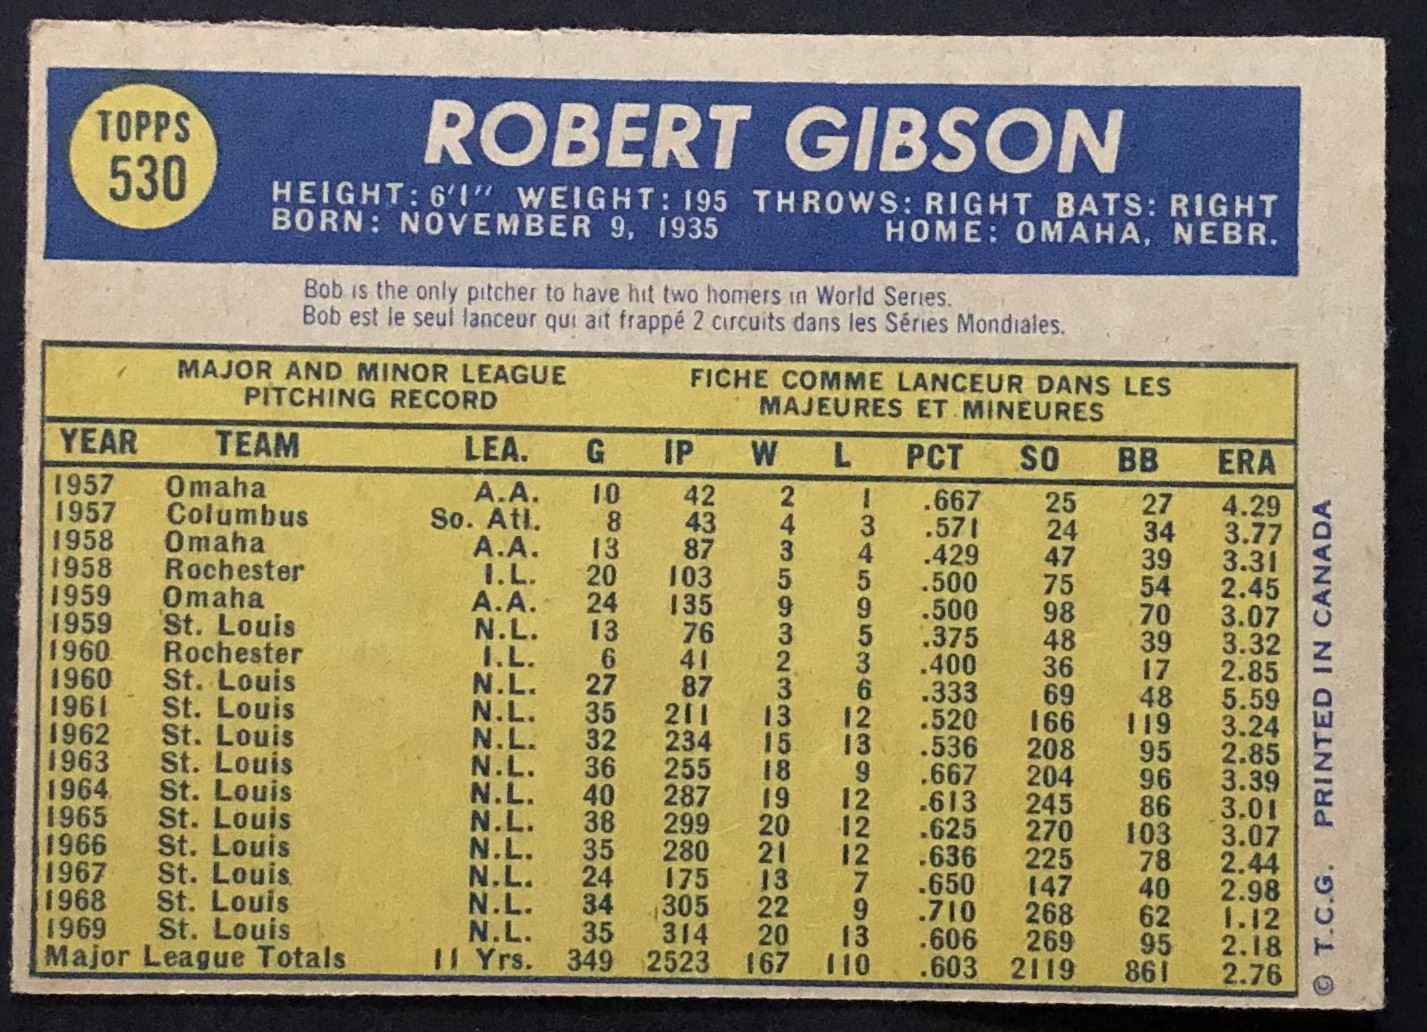 TOPPS
530
ROBERT GIBSON
HEIGHT: 6'1" WEIGHT: 195 THROWS: RIGHT BATS: RIGHT
BORN: NOVEMBER 9, 1935 HOME: OMAHA, NEBR.
Bob is the only pitcher to have hit two homers in World Series.
Bob est le seul lanceur qui ait frappé 2 circuits dans les Séries Mondiales.
MAJOR AND MINOR LEAGUE
PITCHING RECORD
FICHE COMME LANCEUR DANS LES
MAJEURES ET MINEURES
YEAR TEAM LEA. G IP W L PCT SO BB ERA
1957 Omaha A.A. 10 42 2 1 .667 25 27 4.29
1957 Columbus So. Atl. 8 43 4 3 .571 24 34 3.77
1958 Omaha A.A. 13 87 3 4 .429 47 39 3.31
1958 Rochester I.L. 20 103 5 5 .500 75 54 2.45
1959 Omaha A.A. 24 135 9 9 .500 98 70 3.07
1959 St. Louis N.L. 13 76 3 5 .375 48 39 3.32
1960 Rochester I.L. 6 41 2 3 .400 36 17 2.85
1960 St. Louis N.L. 27 87 3 6 .333 69 48 5.59
1961 St. Louis N.L. 35 211 13 12 .520 166 119 3.24
1962 St. Louis N.L. 32 234 15 13 .536 208 95 2.85
1963 St. Louis N.L. 36 255 18 9 .667 204 96 3.39
1964 St. Louis N.L. 40 287 19 12 .613 245 86 3.01
1965 St. Louis N.L. 38 299 20 12 .625 270 103 3.07
1966 St. Louis N.L. 35 280 21 12 .636 225 78 2.44
1967 St. Louis N.L. 24 175 13 7 .650 147 40 2.98
1968 St. Louis N.L. 34 305 22 9 .710 268 62 1.12
1969 St. Louis N.L. 35 314 20 13 .606 269 95 2.18
Major League Totals 11 Yrs. 349 2523 167 110 .603 2119 861 2.76
© T.C.G. PRINTED IN CANADA